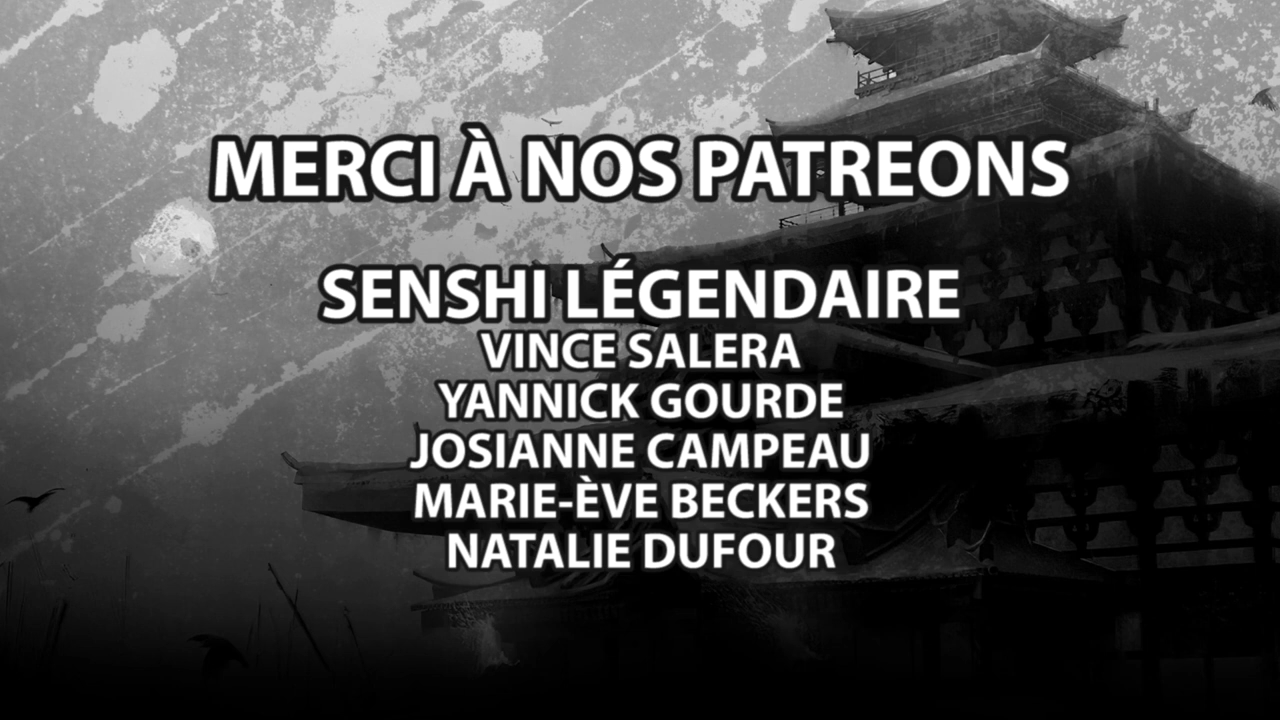 MERCI À NOS PATREONS
SENSHI LÉGENDAIRE
VINCE SALERA
YANNICK GOURDE
JOSIANNE CAMPEAU
MARIE-ÈVE BECKERS
NATALIE DUFOUR